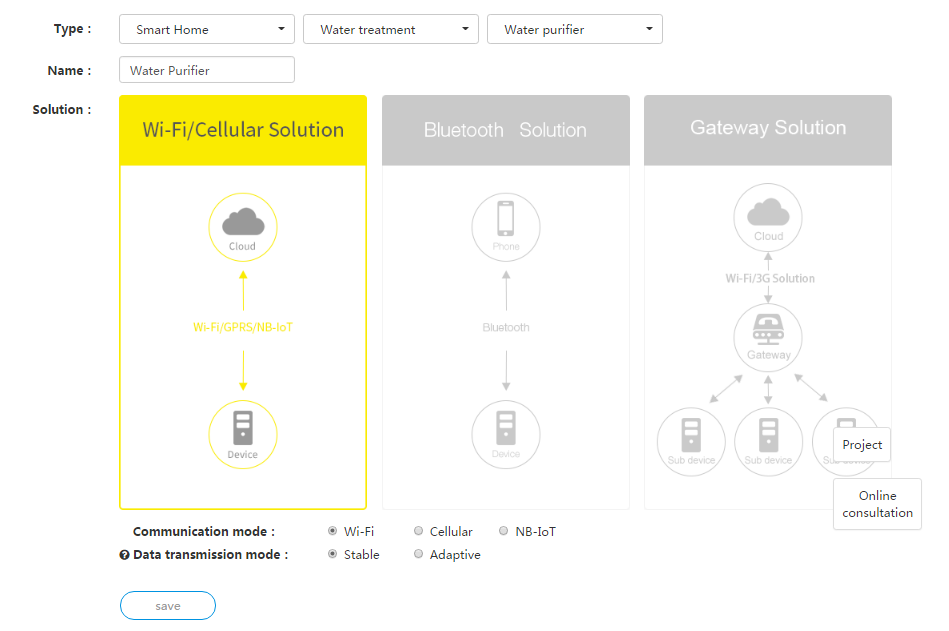 Type :
Smart Home
Water treatment
Water purifier
Name :
Water Purifier
Solution :
Wi-Fi/Cellular Solution
Cloud
Wi-Fi/GPRS/NB-IoT
Device
Bluetooth Solution
Phone
Bluetooth
Device
Gateway Solution
Cloud
Wi-Fi/3G Solution
Gateway
Sub device
Sub device
Project
Online
consultation
Communication mode :
Wi-Fi
Cellular
NB-IoT
Data transmission mode :
Stable
Adaptive
save